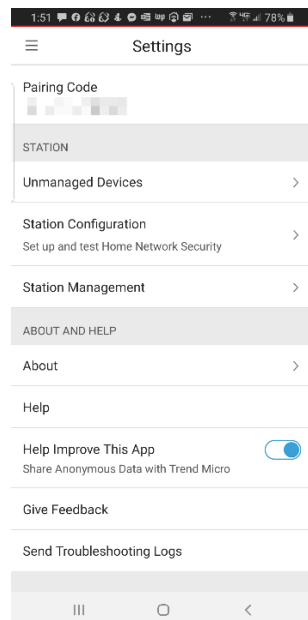 1:51 78%
Settings
Pairing Code
STATION
Unmanaged Devices
Station Configuration
Set up and test Home Network Security
Station Management
ABOUT AND HELP
About
Help
Help Improve This App
Share Anonymous Data with Trend Micro
Give Feedback
Send Troubleshooting Logs